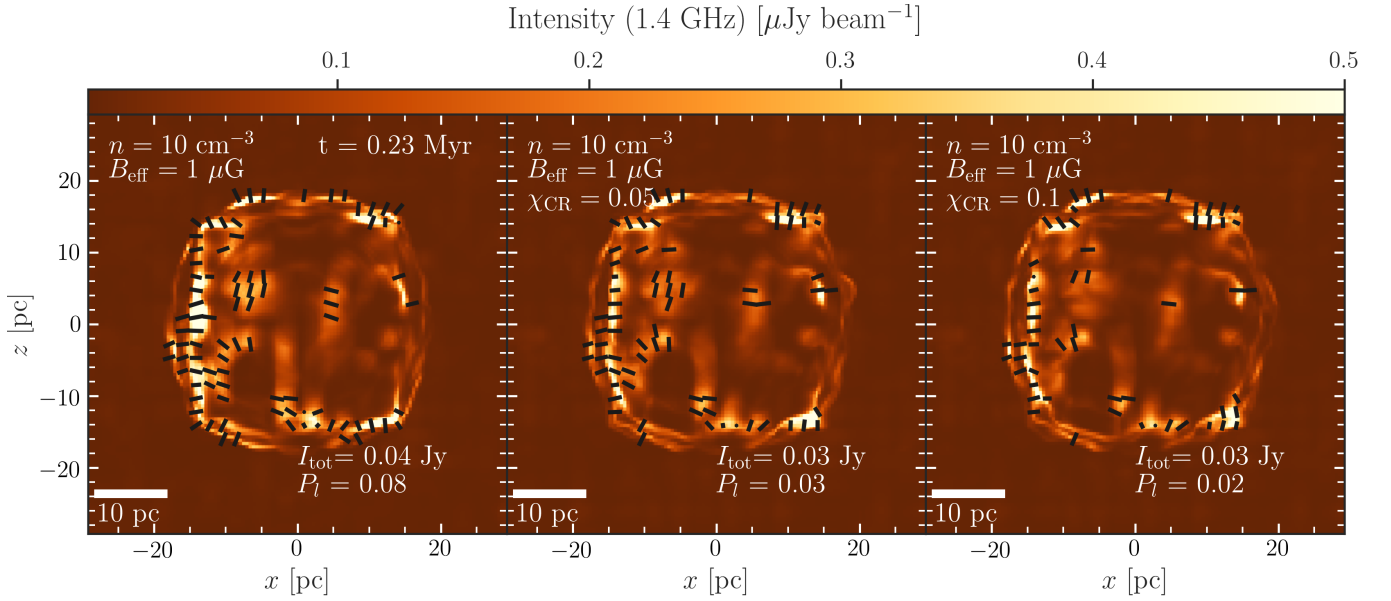 Intensity (1.4 GHz) [μJy beam⁻¹]
0.1 0.2 0.3 0.4 0.5
n = 10 cm⁻³ t = 0.23 Myr
B_eff = 1 μG
n = 10 cm⁻³
B_eff = 1 μG
χ_CR = 0.05
n = 10 cm⁻³
B_eff = 1 μG
χ_CR = 0.1
20
10
0
−10
−20
z [pc]
I_tot= 0.04 Jy
P_l = 0.08
10 pc
I_tot= 0.03 Jy
P_l = 0.03
10 pc
I_tot= 0.03 Jy
P_l = 0.02
10 pc
−20 0 20 −20 0 20 −20 0 20
x [pc] x [pc] x [pc]